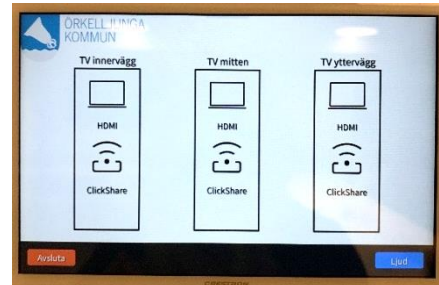 ÖRKELLJUNGA
KOMMUN
TV innervägg
TV mitten
TV yttervägg
HDMI
HDMI
HDMI
ClickShare
ClickShare
ClickShare
Avsluta
Ljud